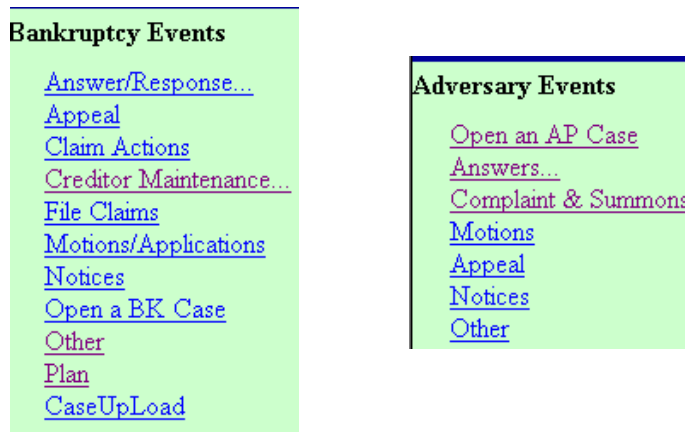 Bankruptcy Events
Answer/Response...
Appeal
Claim Actions
Creditor Maintenance...
File Claims
Motions/Applications
Notices
Open a BK Case
Other
Plan
CaseUpLoad
Adversary Events
Open an AP Case
Answers...
Complaint & Summons
Motions
Appeal
Notices
Other